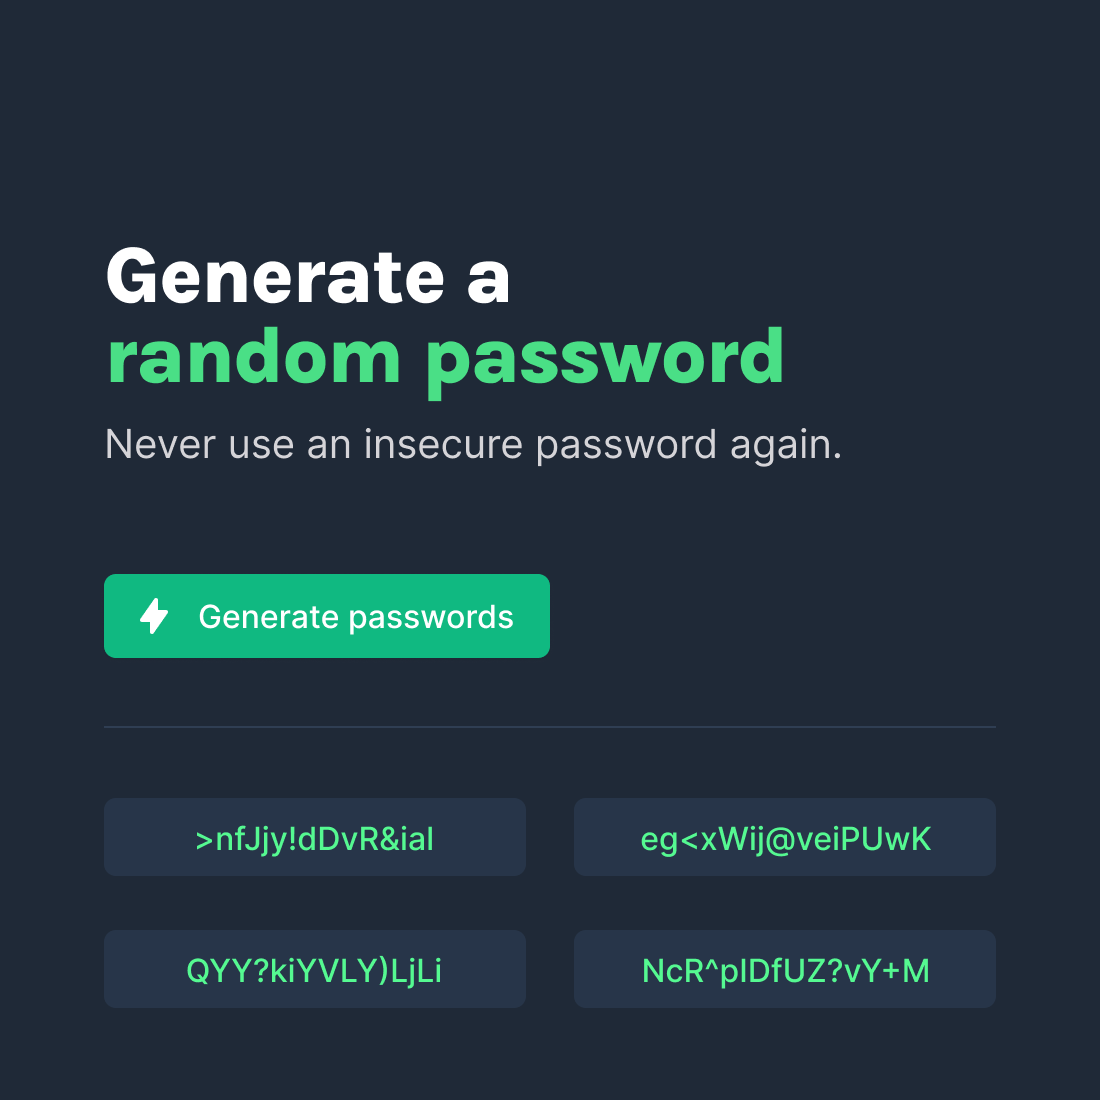 Generate a
random password
Never use an insecure password again.
Generate passwords
>nfJjy!dDvR&ial
eg<xWij@veiPUwK
QYY?kiYVLY)LjLi
NcR^pIDfUZ?vY+M